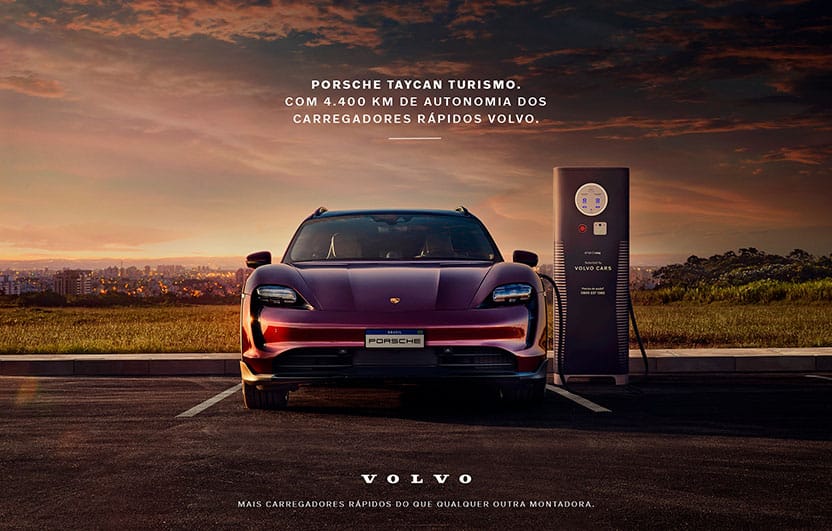 PORSCHE TAYCAN TURISMO.
COM 4.400 KM DE AUTONOMIA DOS
CARREGADORES RÁPIDOS VOLVO.
VOLVO CARS
BRASIL
PORSCHE
VOLVO
MAIS CARREGADORES RÁPIDOS DO QUE QUALQUER OUTRA MONTADORA.